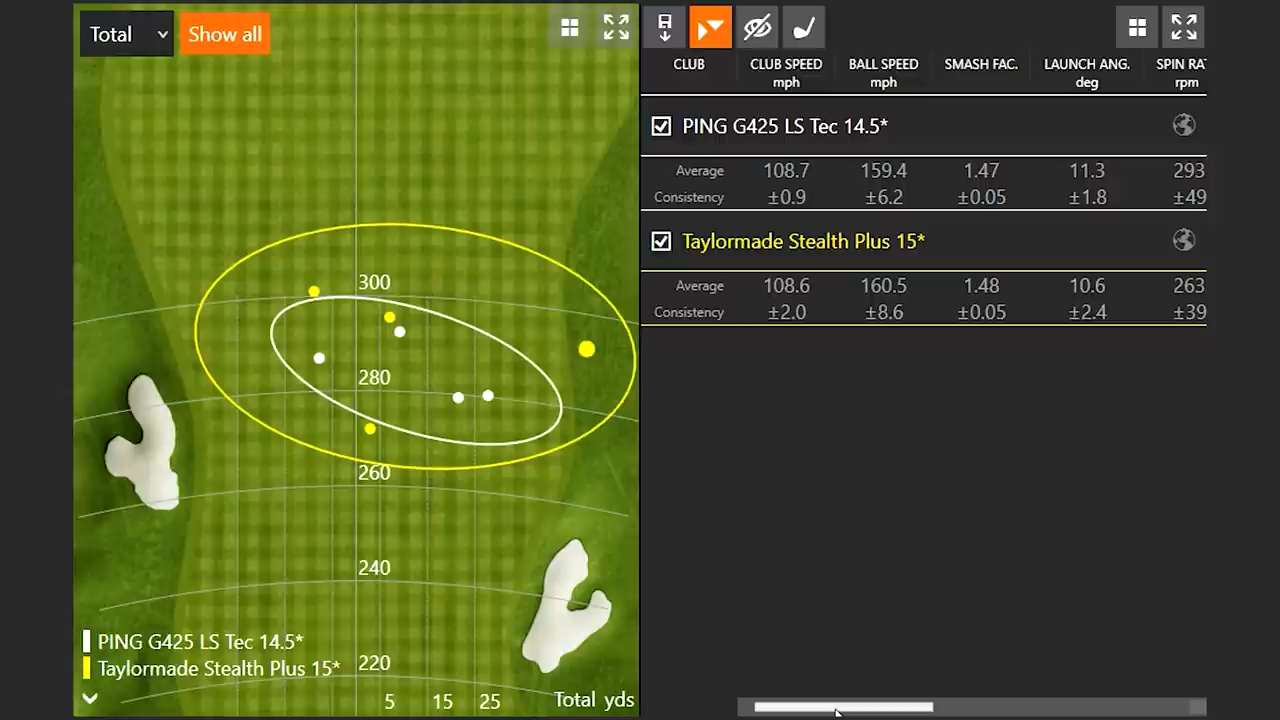 Total
Show all
300
280
260
240
220
5 15 25 Total yds
PING G425 LS Tec 14.5*
Taylormade Stealth Plus 15*
CLUB CLUB SPEED BALL SPEED SMASH FAC. LAUNCH ANG. SPIN RA
mph mph deg rpm
PING G425 LS Tec 14.5*
Average 108.7 159.4 1.47 11.3 293
Consistency ±0.9 ±6.2 ±0.05 ±1.8 ±49
Taylormade Stealth Plus 15*
Average 108.6 160.5 1.48 10.6 263
Consistency ±2.0 ±8.6 ±0.05 ±2.4 ±39